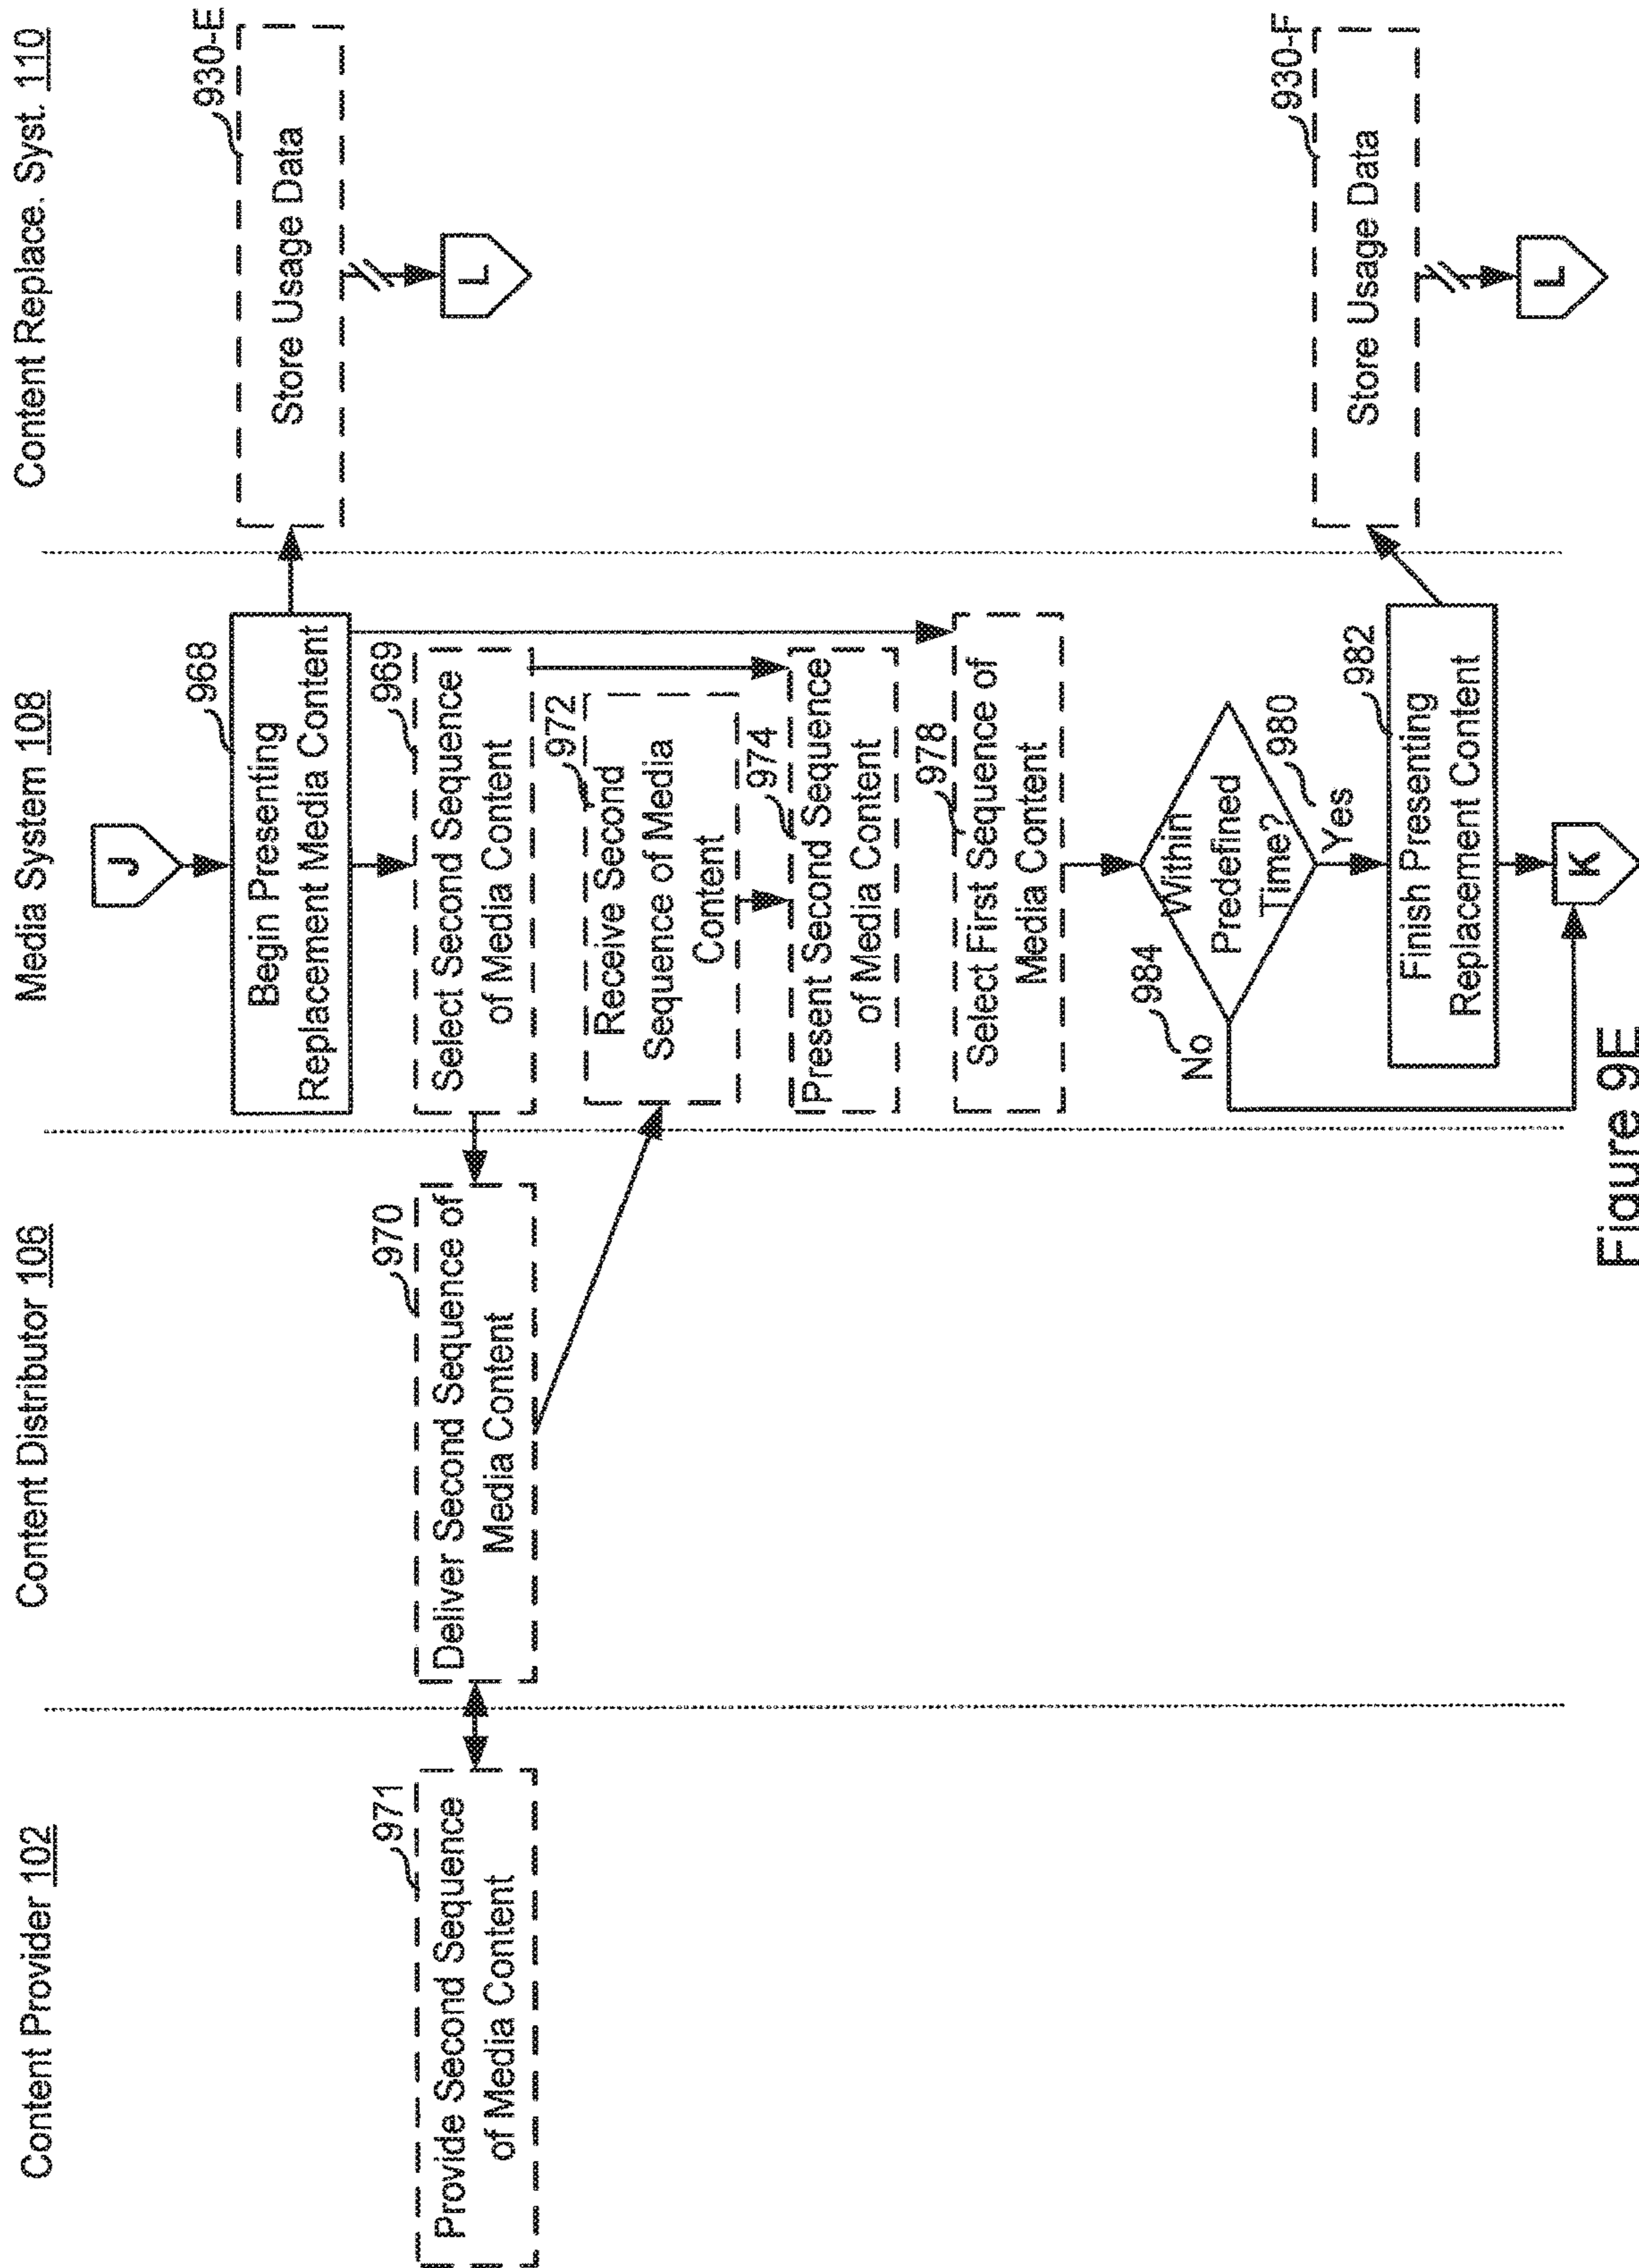 Content Provider 102
Content Distributor 106
Media System 108
Content Replace. Syst. 110
J
968
Begin Presenting
Replacement Media Content
930-E
Store Usage Data
L
971
Provide Second Sequence
of Media Content
970
Deliver Second Sequence of
Media Content
969
Select Second Sequence
of Media Content
972
Receive Second
Sequence of Media
Content
974
Present Second Sequence
of Media Content
978
Select First Sequence of
Media Content
Within
Predefined
Time?
984
No
980
Yes
982
Finish Presenting
Replacement Content
930-F
Store Usage Data
L
K
Figure 9E